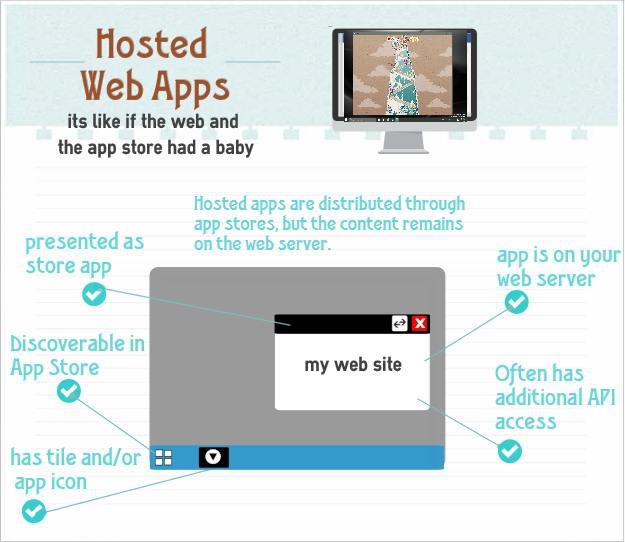 Hosted
Web Apps
its like if the web and
the app store had a baby
Hosted apps are distributed through
app stores, but the content remains
on the web server.
presented as
store app
app is on your
web server
Discoverable in
App Store
my web site
Often has
additional API
access
has tile and/or
app icon